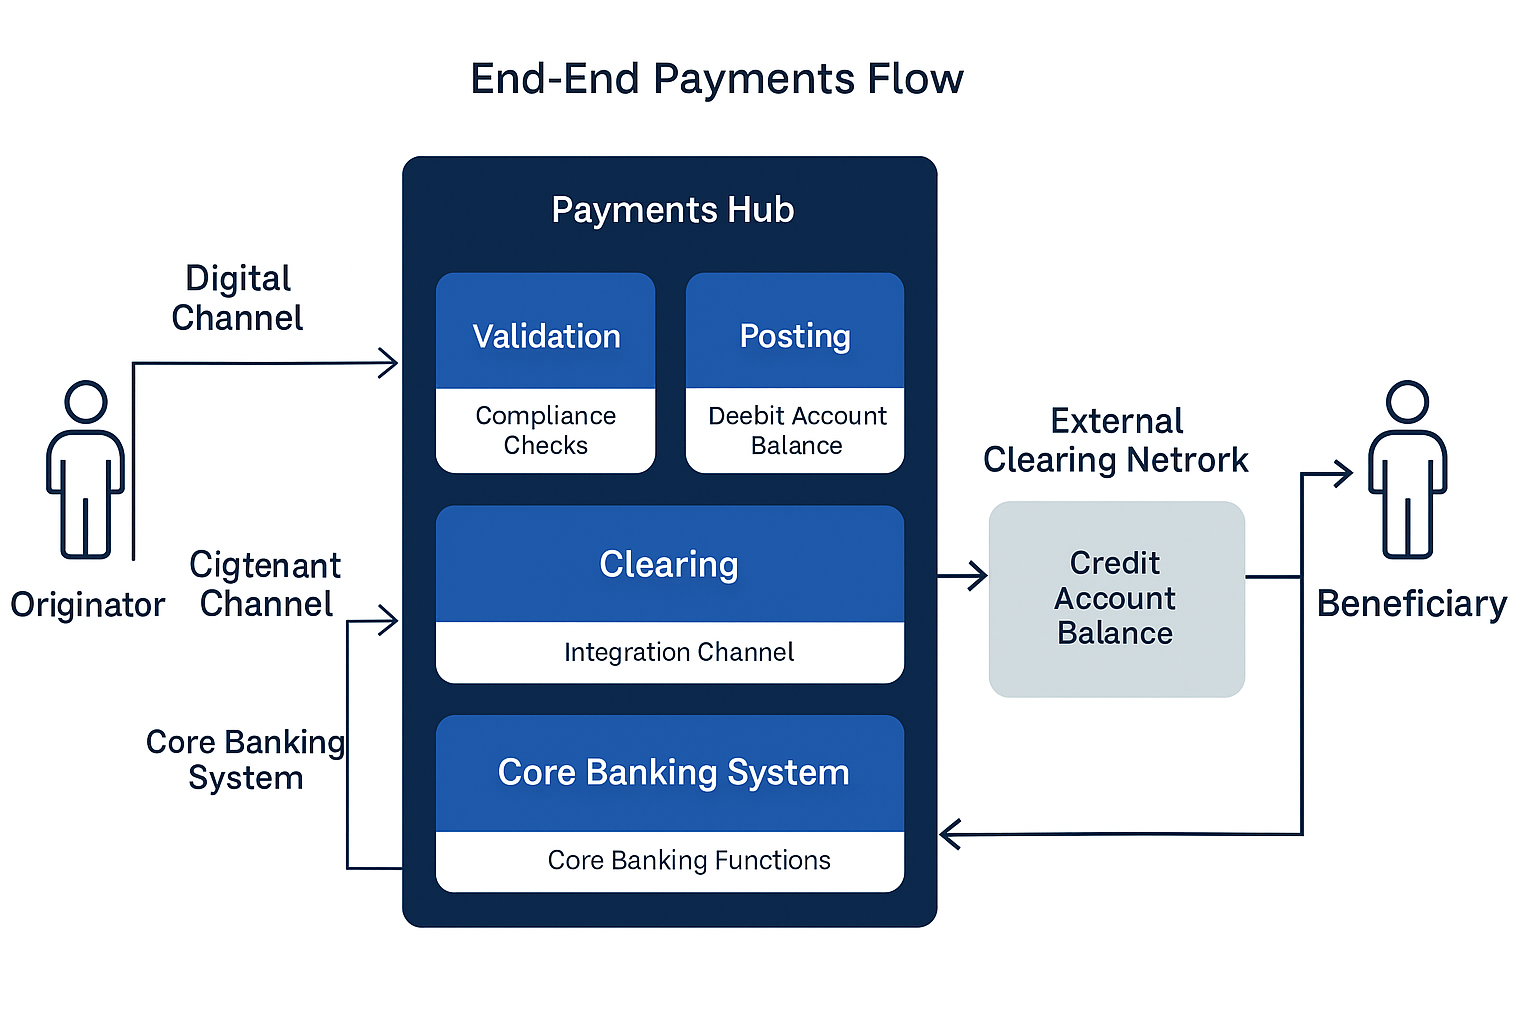 End-End Payments Flow
Payments Hub
Digital
Channel
Validation
Compliance
Checks
Posting
Deebit Account
Balance
Originator
Cigtenant
Channel
Clearing
Integration Channel
External
Clearing Netrork
Credit
Account
Balance
Beneficiary
Core Banking
System
Core Banking System
Core Banking Functions